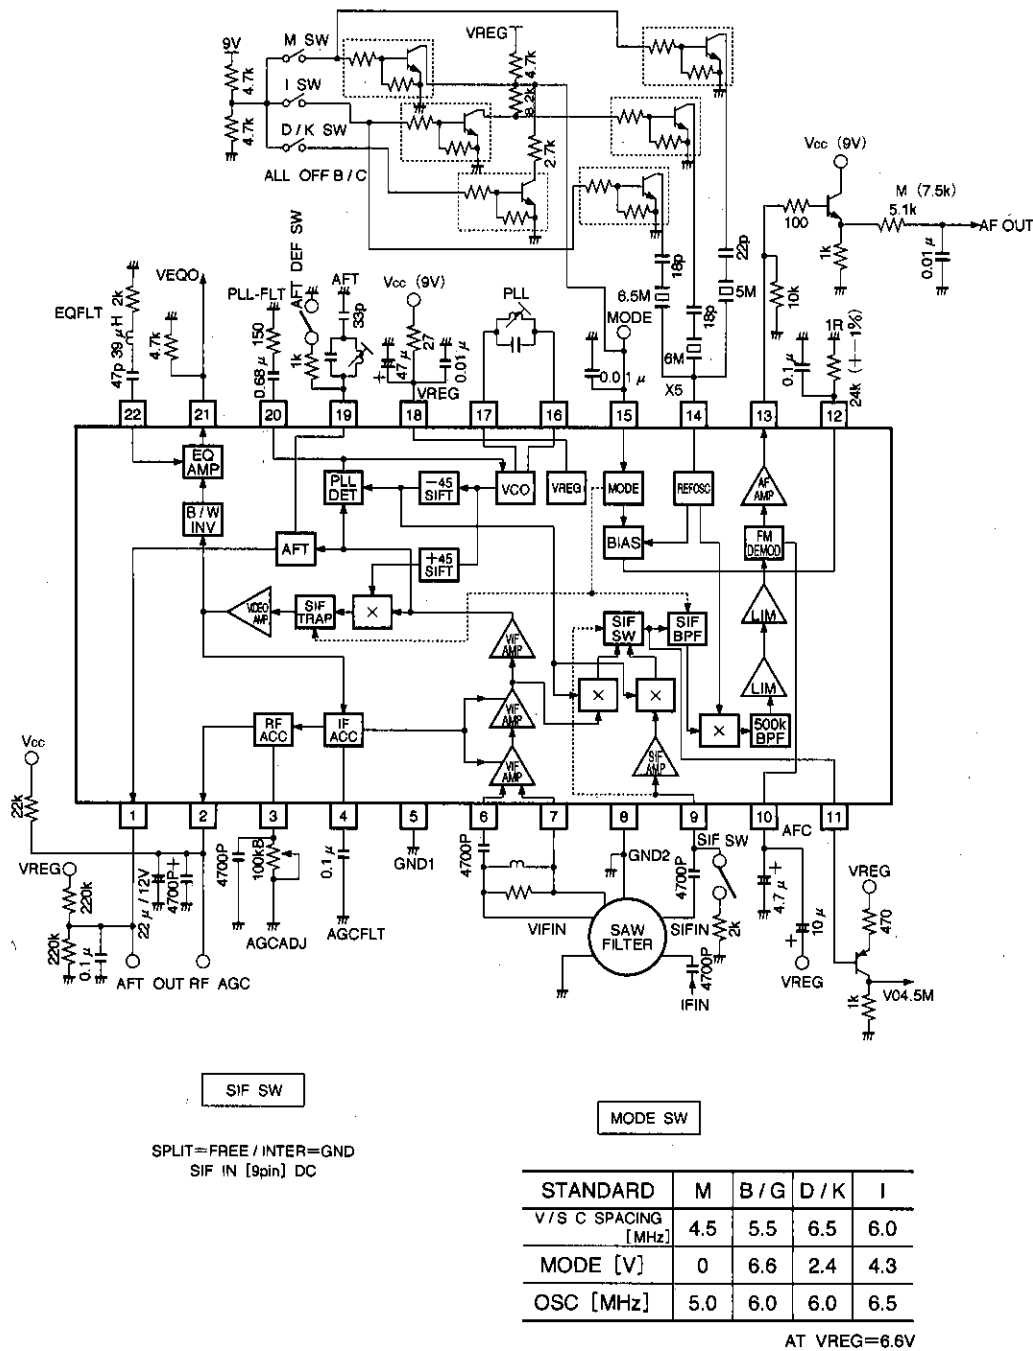 M SW
9V
4.7k
I SW
4.7k
D / K SW
ALL OFF B / C
VREG
4.7k
8.2k
2.7k
Vcc (9V)
M (7.5k)
5.1k
100
AF OUT
1k
0.01 μ
10k
22p
18p
6.5M
5M
18p
6M
X5
MODE
0.01 μ
1R
24k (+−1%)
0.1 μ
VEQO
EQFLT
2k
39 μH
47p
4.7k
PLL-FLT
150
0.68 μ
AFT DEF SW
1k
AFT
33p
Vcc (9V)
27
47 μ
VREG
0.01 μ
PLL
22
21
20
19
18
17
16
15
14
13
12
EQ
AMP
B / W
INV
PLL
DET
−45
SIFT
VCO
VREG
MODE
REFOSC
AF
AMP
AFT
+45
SIFT
BIAS
FM
DEMOD
VIDEO
AMP
SIF
TRAP
×
VIF
AMP
SIF
SW
SIF
BPF
LIM
LIM
VIF
AMP
×
×
×
500k
BPF
RF
ACC
IF
ACC
VIF
AMP
SIF
AMP
Vcc
22k
1
2
3
4
5
6
7
8
9
10
11
AFC
VREG
220k
220k
0.1 μ
22 μ / 12V
4700P
4700P
100kB
0.1 μ
GND1
4700P
GND2
4700P
SIF SW
2k
4.7 μ
10 μ
VREG
VREG
470
1k
V04.5M
AFT OUT
RF AGC
AGCADJ
AGCFLT
VIFIN
SAW
FILTER
SIFIN
4700P
IFIN
SIF SW
SPLIT=FREE / INTER=GND
SIF IN [9pin] DC
MODE SW
STANDARD M B / G D / K I
V / S C SPACING [MHz] 4.5 5.5 6.5 6.0
MODE [V] 0 6.6 2.4 4.3
OSC [MHz] 5.0 6.0 6.0 6.5
AT VREG=6.6V